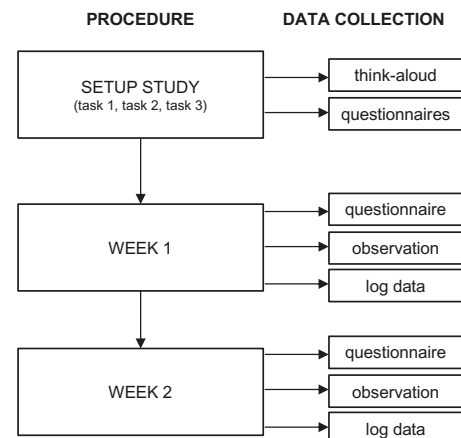 PROCEDURE
DATA COLLECTION
SETUP STUDY
(task 1, task 2, task 3)
think-aloud
questionnaires
WEEK 1
questionnaire
observation
log data
WEEK 2
questionnaire
observation
log data